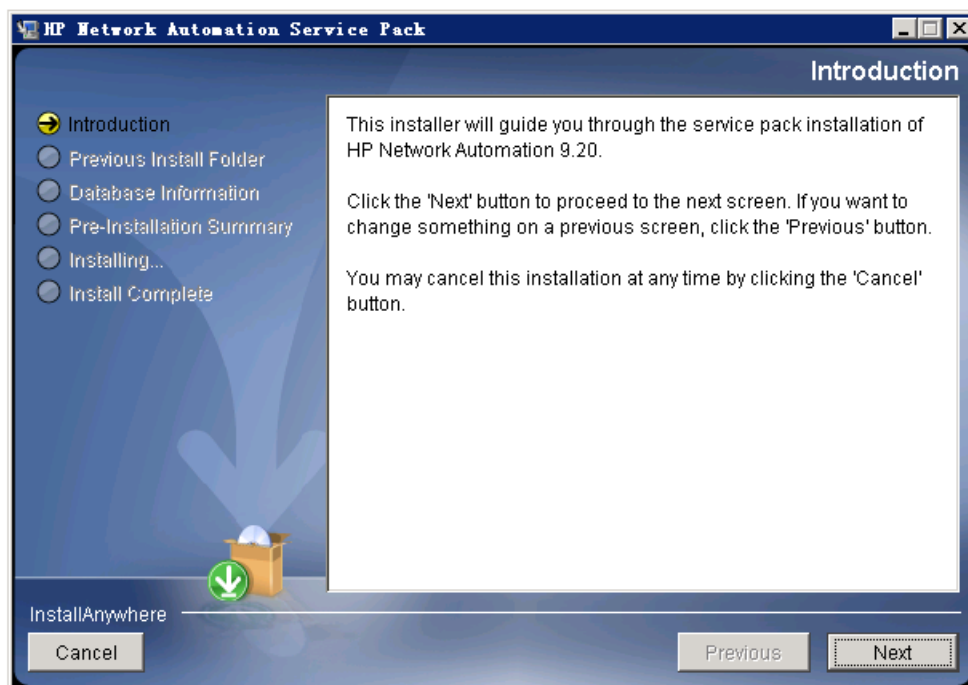 HP Network Automation Service Pack
Introduction
Introduction
Previous Install Folder
Database Information
Pre-Installation Summary
Installing...
Install Complete
This installer will guide you through the service pack installation of
HP Network Automation 9.20.
Click the 'Next' button to proceed to the next screen. If you want to
change something on a previous screen, click the 'Previous' button.
You may cancel this installation at any time by clicking the 'Cancel'
button.
InstallAnywhere
Cancel
Previous
Next